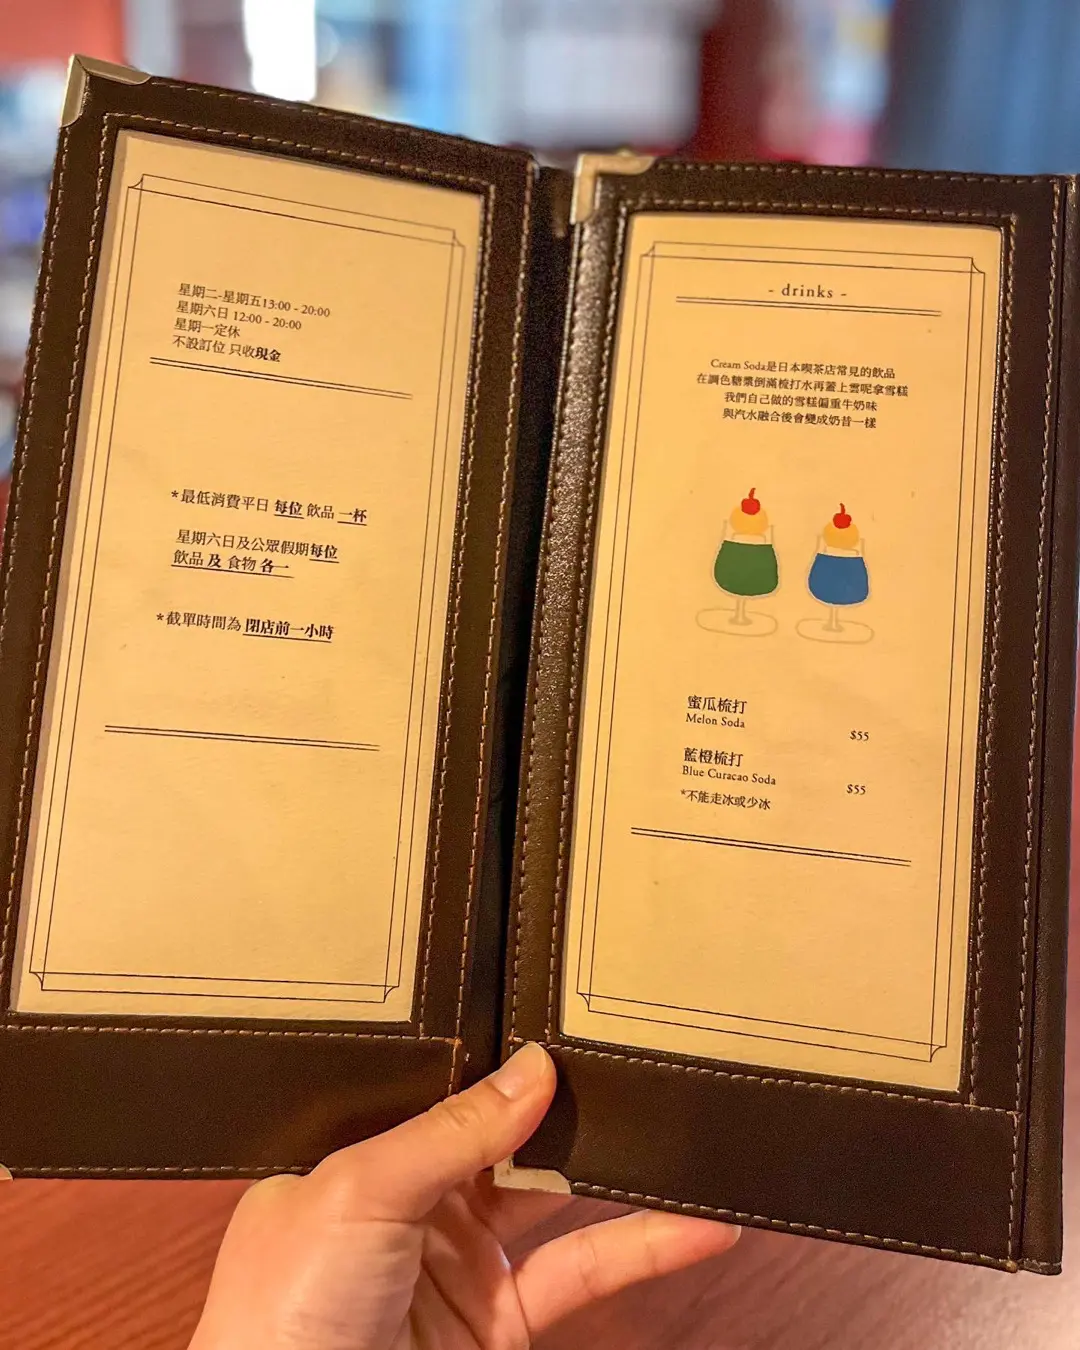 星期二-星期五13:00 - 20:00
星期六日 12:00 - 20:00
星期一定休
不設訂位 只收現金
*最低消費平日 每位 飲品 一杯
星期六日及公眾假期每位
飲品 及 食物 各一
*截單時間為 閉店前一小時
- drinks -
Cream Soda是日本喫茶店常見的飲品
在調色糖漿倒滿梳打水再蓋上雲呢拿雪糕
我們自己做的雪糕偏重牛奶味
與汽水融合後會變成奶昔一樣
蜜瓜梳打
Melon Soda $55
藍橙梳打
Blue Curacao Soda $55
*不能走冰或少冰